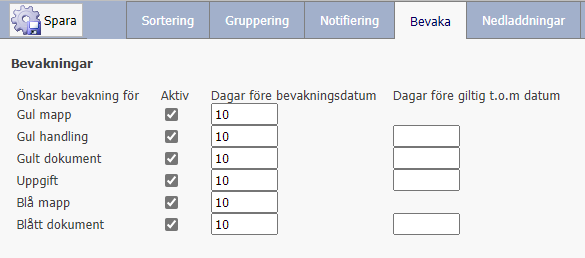 Spara Sortering Gruppering Notifiering Bevaka Nedladdningar
Bevakningar
Önskar bevakning för Aktiv Dagar före bevakningsdatum Dagar före giltig t.o.m datum
Gul mapp 10
Gul handling 10
Gult dokument 10
Uppgift 10
Blå mapp 10
Blått dokument 10